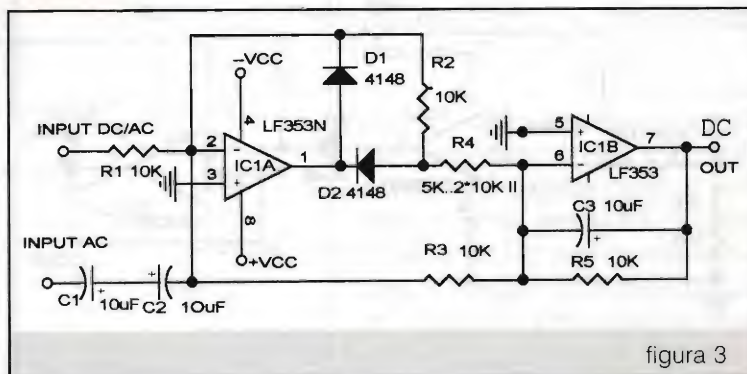 −VCC
D1
4148
R2
10K
4
LF353N
INPUT DC/AC
2
−
IC1A
1
R1 10K
3
+
D2 4148
R4
5K..2*10K II
5
+
IC1B
7
DC
6
−
LF353
OUT
C3 10uF
+
8
+VCC
INPUT AC
C1
+
10uF
+
C2
10uF
R3 10K
R5 10K
figura 3